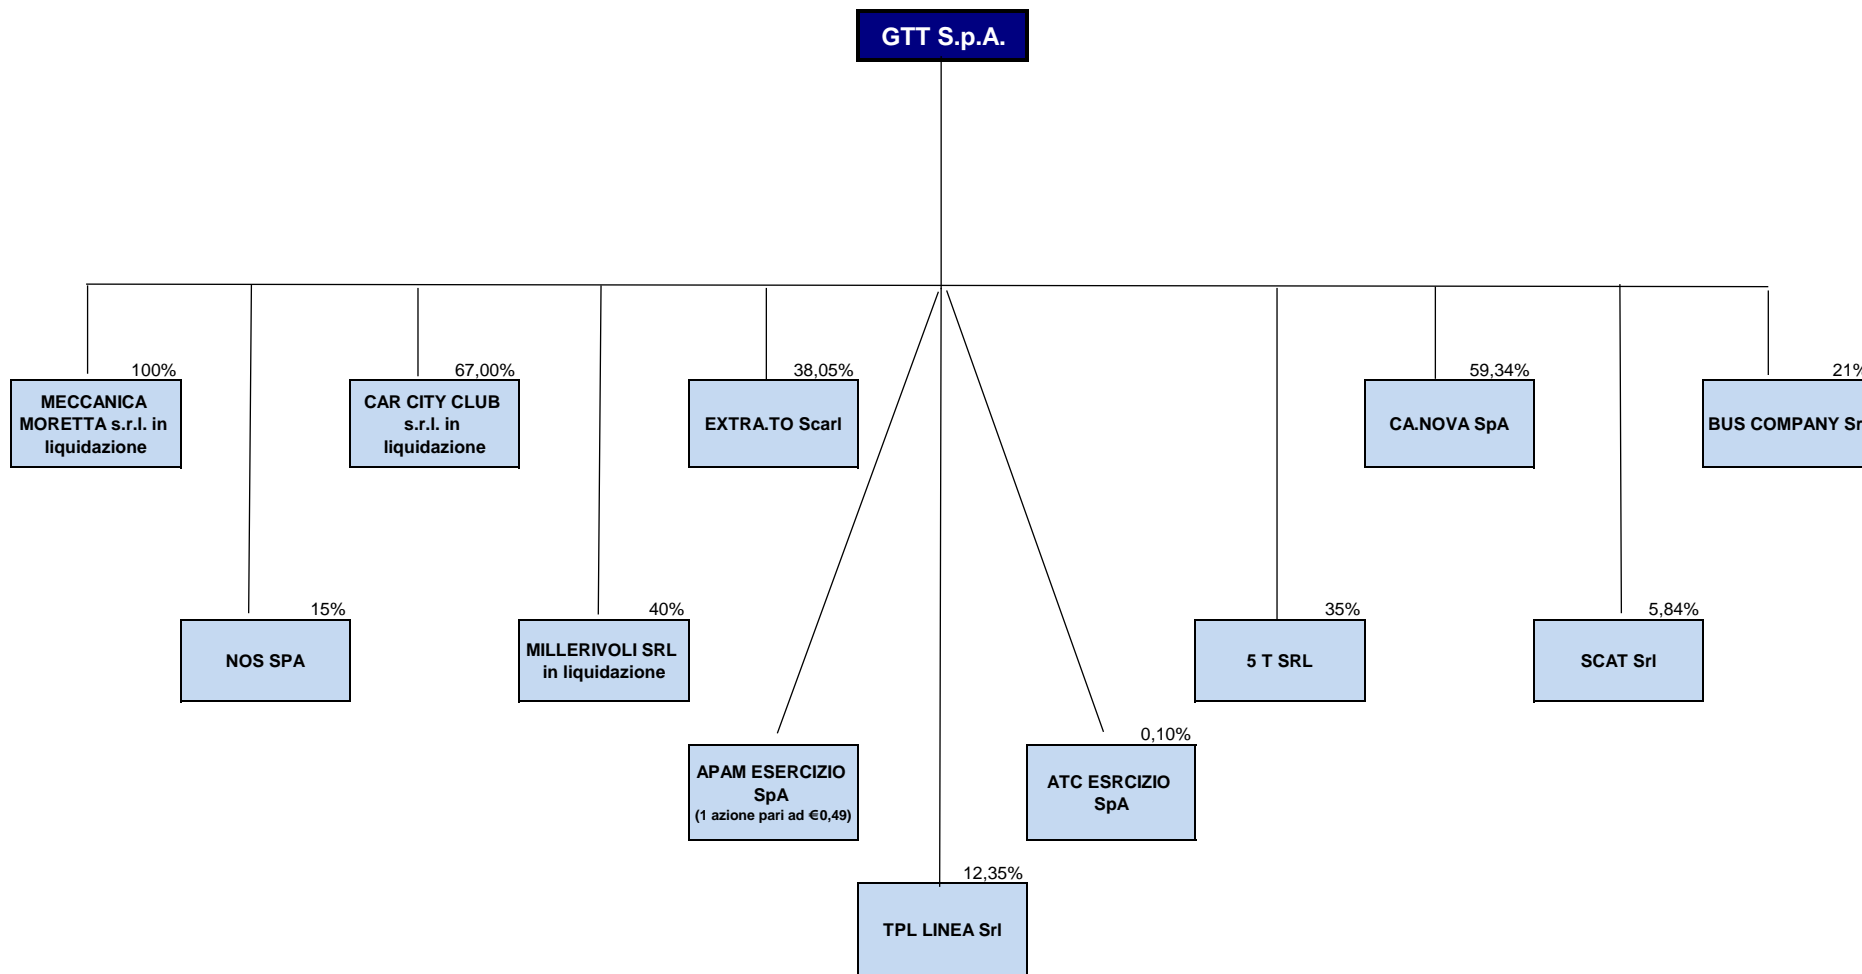 GTT S.p.A.
100%
MECCANICA
MORETTA s.r.l. in
liquidazione
67,00%
CAR CITY CLUB
s.r.l. in
liquidazione
38,05%
EXTRA.TO Scarl
59,34%
CA.NOVA SpA
21%
BUS COMPANY Sr
15%
NOS SPA
40%
MILLERIVOLI SRL
in liquidazione
35%
5 T SRL
5,84%
SCAT Srl
APAM ESERCIZIO
SpA
(1 azione pari ad €0,49)
0,10%
ATC ESRCIZIO
SpA
12,35%
TPL LINEA Srl